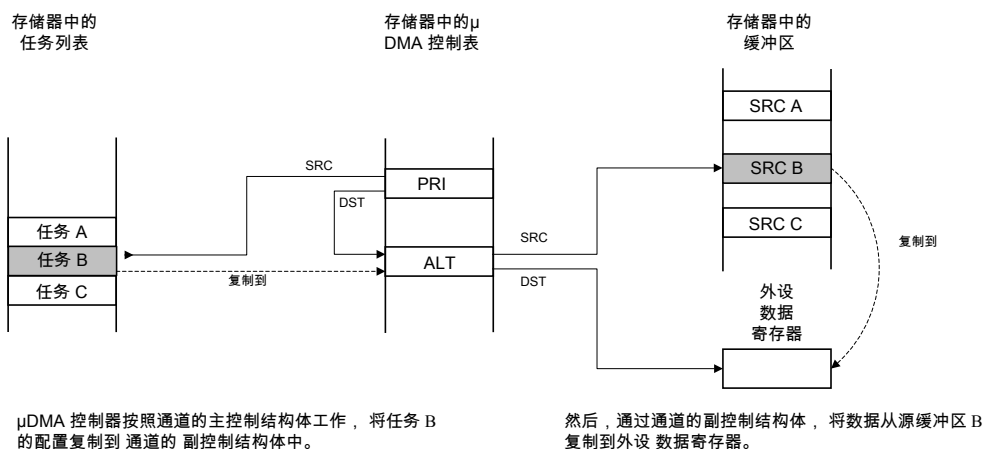 存储器中的
任务列表
存储器中的μ
DMA 控制表
存储器中的
缓冲区
SRC A
SRC
PRI
SRC B
DST
任务 A
SRC C
任务 B
SRC
复制到
ALT
复制到
DST
任务 C
外设
数据
寄存器
μDMA 控制器按照通道的主控制结构体工作， 将任务 B
的配置复制到 通道的 副控制结构体中。
然后，通过通道的副控制结构体， 将数据从源缓冲区 B
复制到外设 数据寄存器。